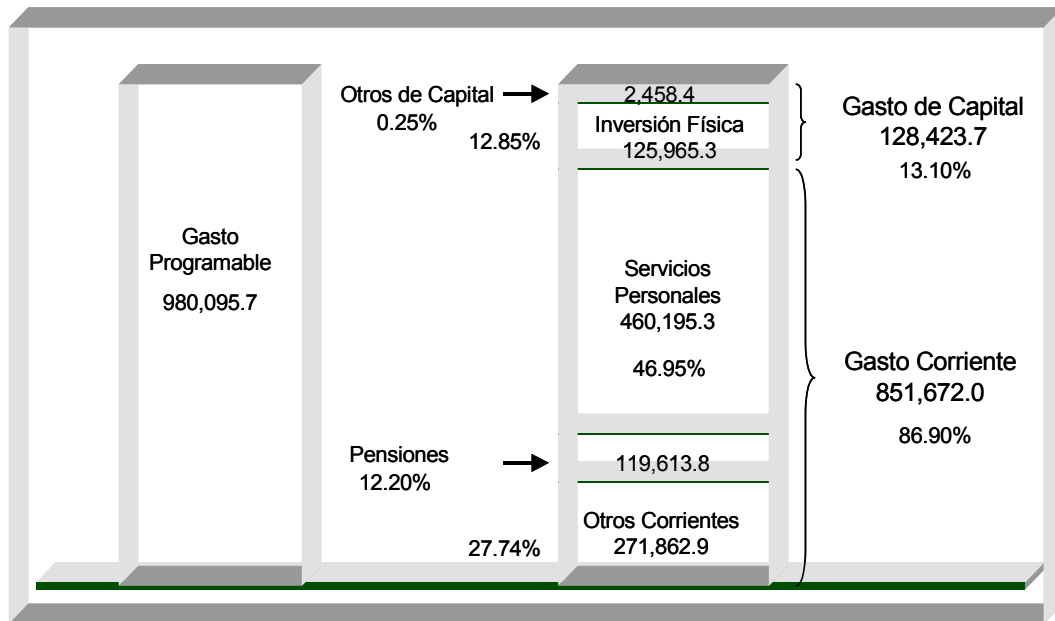 Gasto
Programable
980,095.7
Otros de Capital
0.25%
12.85%
2,458.4
Inversión Física
125,965.3
Gasto de Capital
128,423.7
13.10%
Servicios
Personales
460,195.3
46.95%
Gasto Corriente
851,672.0
86.90%
Pensiones
12.20%
119,613.8
27.74%
Otros Corrientes
271,862.9